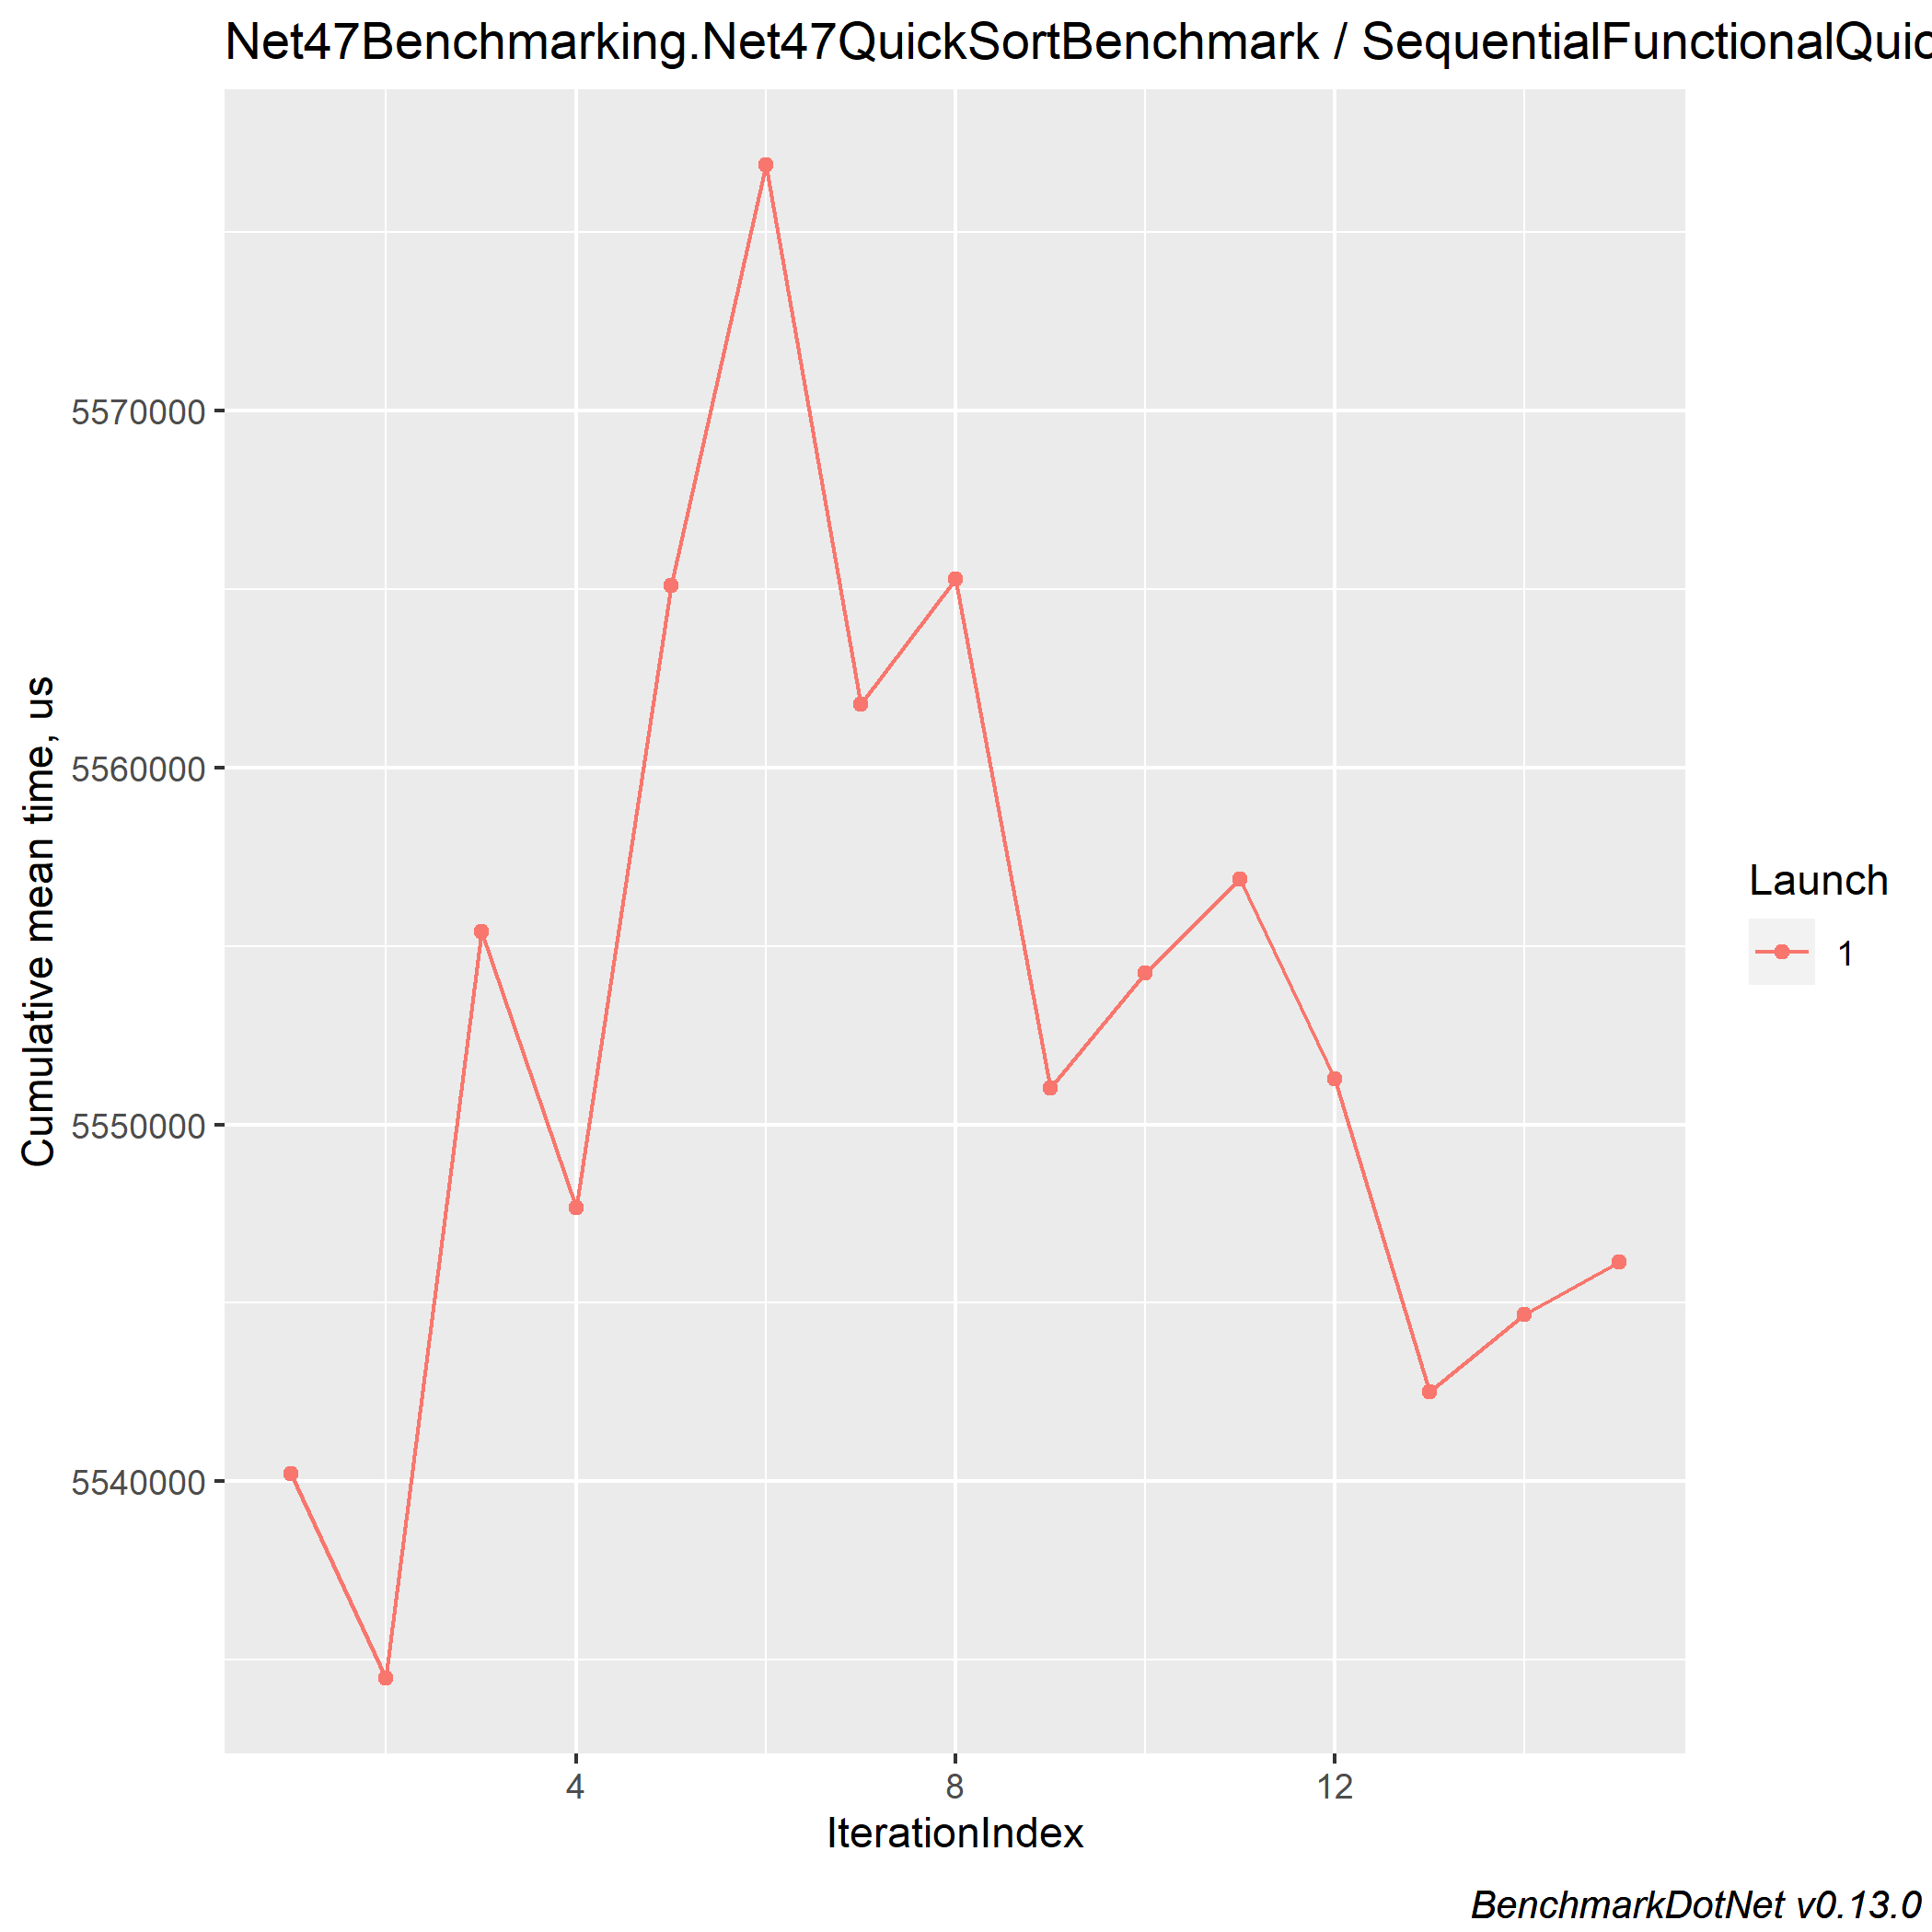 Net47Benchmarking.Net47QuickSortBenchmark / SequentialFunctionalQuic
5570000
5560000
5550000
5540000
Cumulative mean time, us
4 8 12
IterationIndex
Launch
1
BenchmarkDotNet v0.13.0